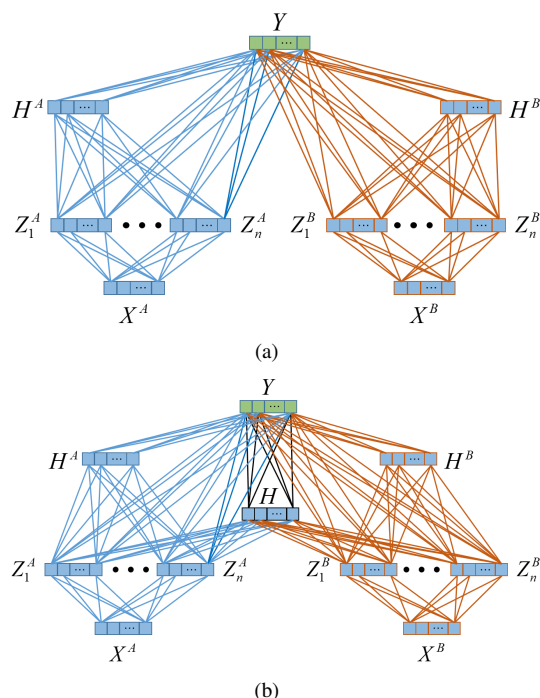 Y
...
H^A ... ... H^B
Z_1^A ... ● ● ● ... Z_n^A Z_1^B ... ● ● ● ... Z_n^B
... ...
X^A X^B
(a)
Y
...
H^A ... ... H^B
H
...
Z_1^A ... ● ● ● ... Z_n^A Z_1^B ... ● ● ● ... Z_n^B
... ...
X^A X^B
(b)